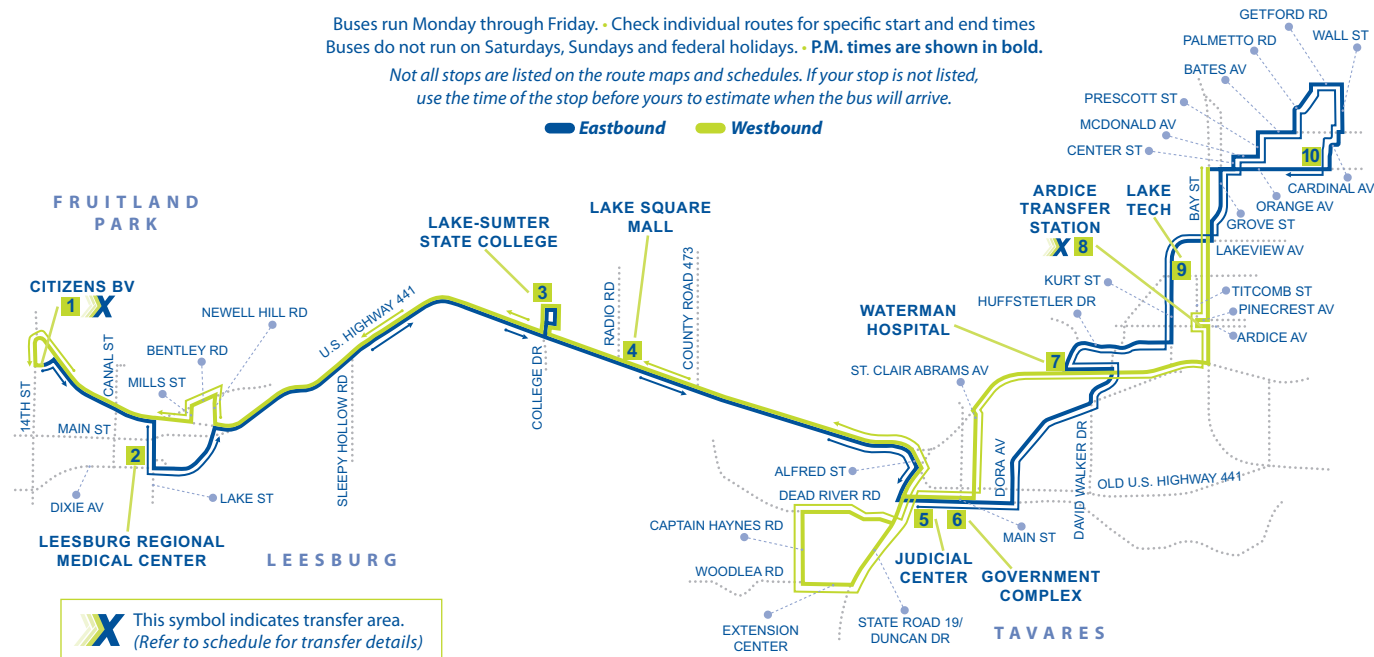 Buses run Monday through Friday. • Check individual routes for specific start and end times
Buses do not run on Saturdays, Sundays and federal holidays. • P.M. times are shown in bold.
Not all stops are listed on the route maps and schedules. If your stop is not listed,
use the time of the stop before yours to estimate when the bus will arrive.
Eastbound
Westbound
GETFORD RD
PALMETTO RD
WALL ST
BATES AV
PRESCOTT ST
MCDONALD AV
CENTER ST
10
CARDINAL AV
ORANGE AV
GROVE ST
BAY ST
LAKEVIEW AV
FRUITLAND
PARK
CITIZENS BV
1 X
NEWELL HILL RD
BENTLEY RD
MILLS ST
CANAL ST
14TH ST
MAIN ST
2
DIXIE AV
LAKE ST
LEESBURG REGIONAL
MEDICAL CENTER
LEESBURG
U.S. HIGHWAY 441
SLEEPY HOLLOW RD
LAKE-SUMTER
STATE COLLEGE
3
COLLEGE DR
LAKE SQUARE
MALL
RADIO RD
4
COUNTY ROAD 473
ARDICE
TRANSFER
STATION
X 8
LAKE
TECH
9
KURT ST
HUFFSTETLER DR
TITCOMB ST
PINECREST AV
ARDICE AV
WATERMAN
HOSPITAL
7
ST. CLAIR ABRAMS AV
DORA AV
DAVID WALKER DR
OLD U.S. HIGHWAY 441
ALFRED ST
DEAD RIVER RD
CAPTAIN HAYNES RD
WOODLEA RD
5
6
MAIN ST
JUDICIAL
CENTER
GOVERNMENT
COMPLEX
EXTENSION
CENTER
STATE ROAD 19/
DUNCAN DR
TAVARES
X This symbol indicates transfer area.
(Refer to schedule for transfer details)